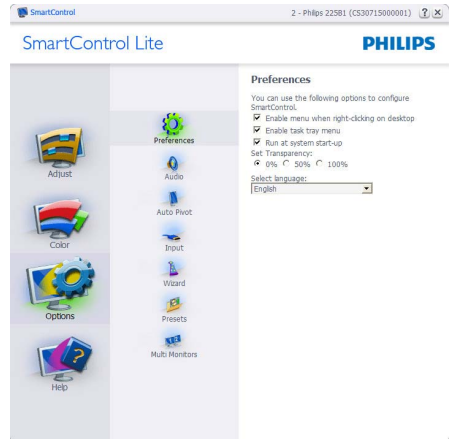 SmartControl
2 - Philips 225B1 (CS30715000001)
?
X
SmartControl Lite
PHILIPS
Adjust
Color
Options
Help
Preferences
Audio
Auto Pivot
Input
Wizard
Presets
Multi Monitors
Preferences
You can use the following options to configure
SmartControl.
Enable menu when right-clicking on desktop
Enable task tray menu
Run at system start-up
Set Transparency:
0% 50% 100%
Select language:
English